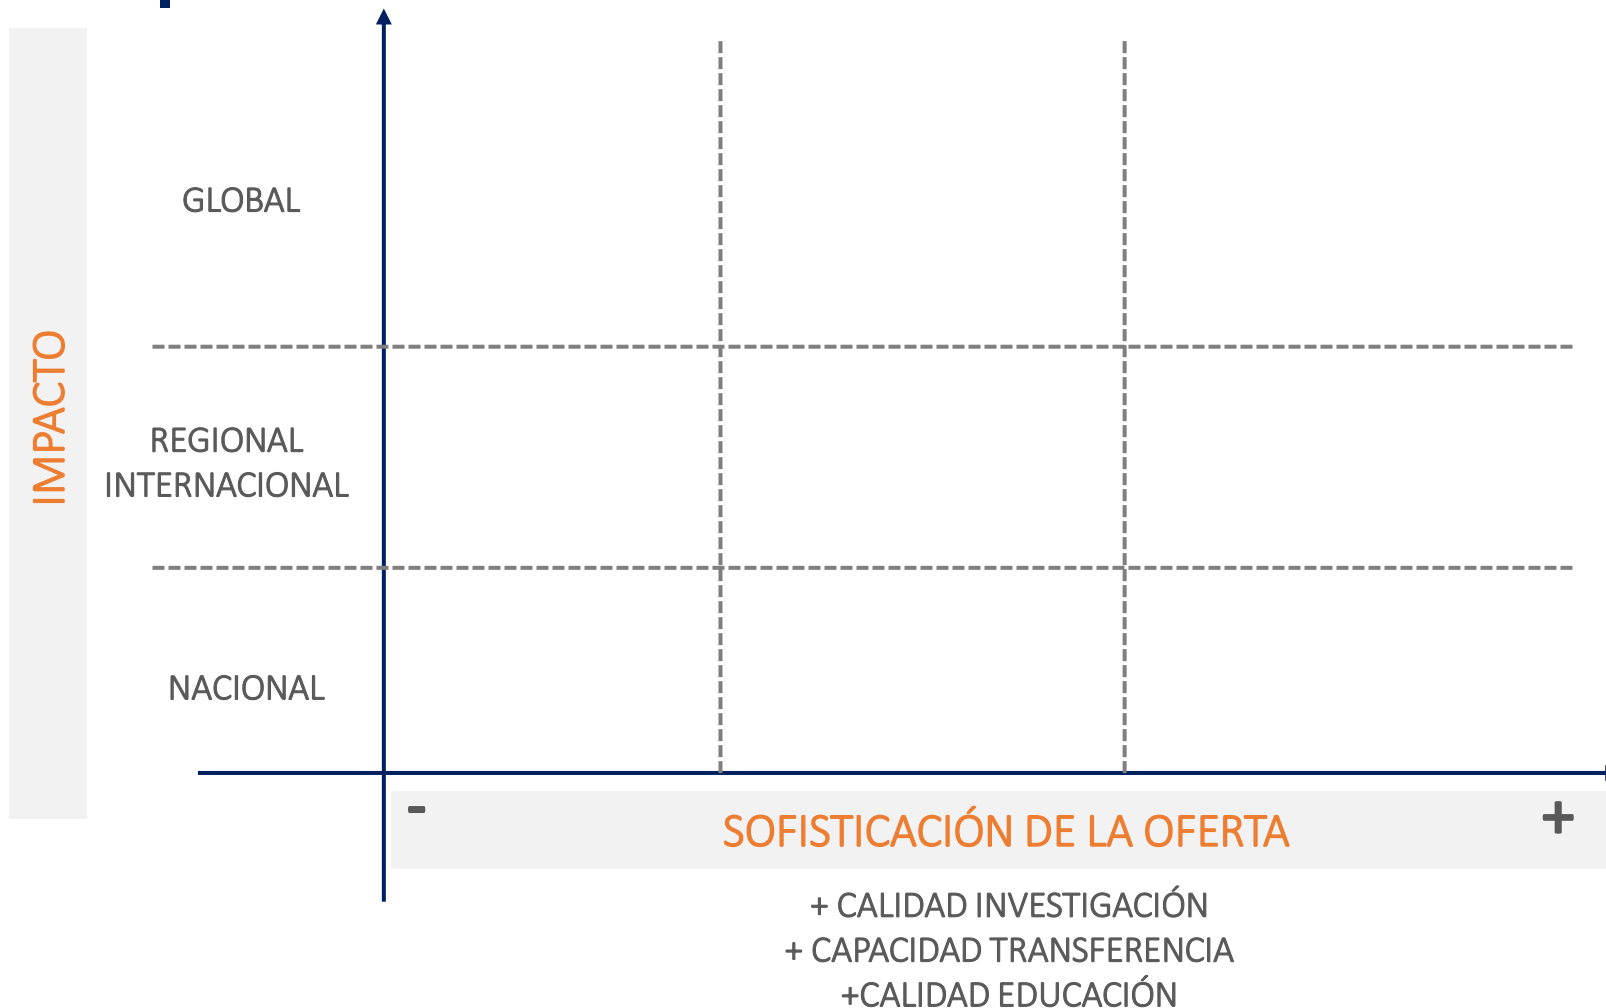 GLOBAL
IMPACTO
REGIONAL
INTERNACIONAL
NACIONAL
-
+
SOFISTICACIÓN DE LA OFERTA
+ CALIDAD INVESTIGACIÓN
+ CAPACIDAD TRANSFERENCIA
+CALIDAD EDUCACIÓN